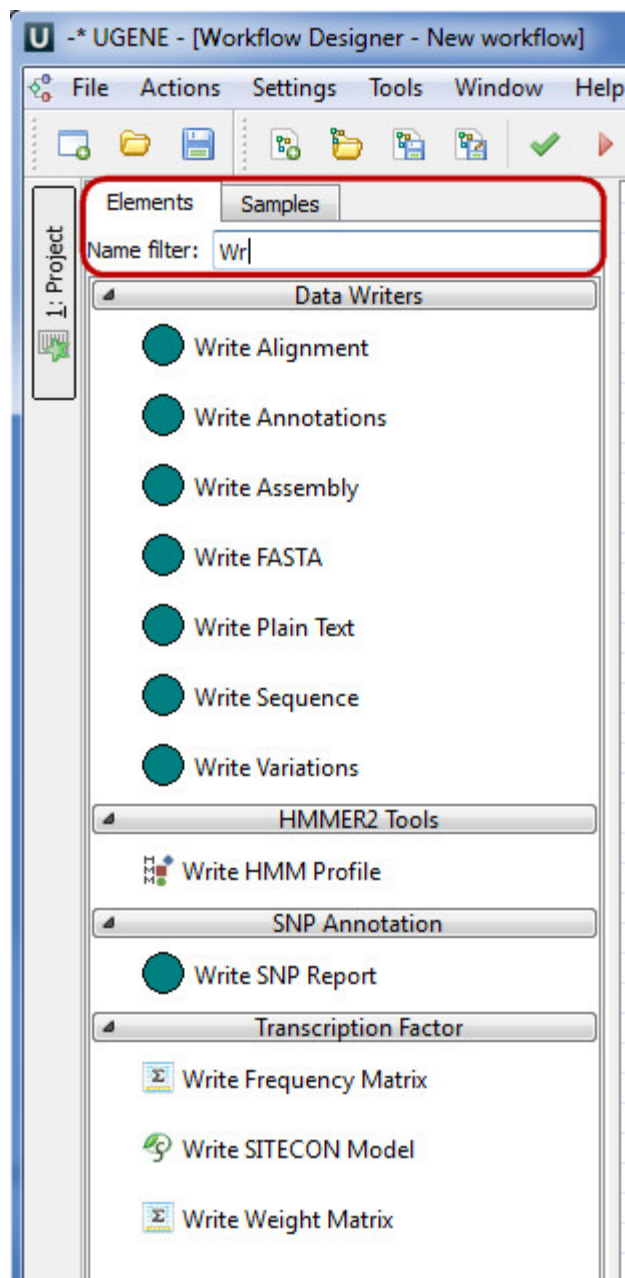 U -* UGENE - [Workflow Designer - New workflow]
File Actions Settings Tools Window Help
Elements Samples
Name filter: Wr
1: Project
Data Writers
Write Alignment
Write Annotations
Write Assembly
Write FASTA
Write Plain Text
Write Sequence
Write Variations
HMMER2 Tools
HMM Write HMM Profile
SNP Annotation
Write SNP Report
Transcription Factor
Σ Write Frequency Matrix
Write SITECON Model
Σ Write Weight Matrix